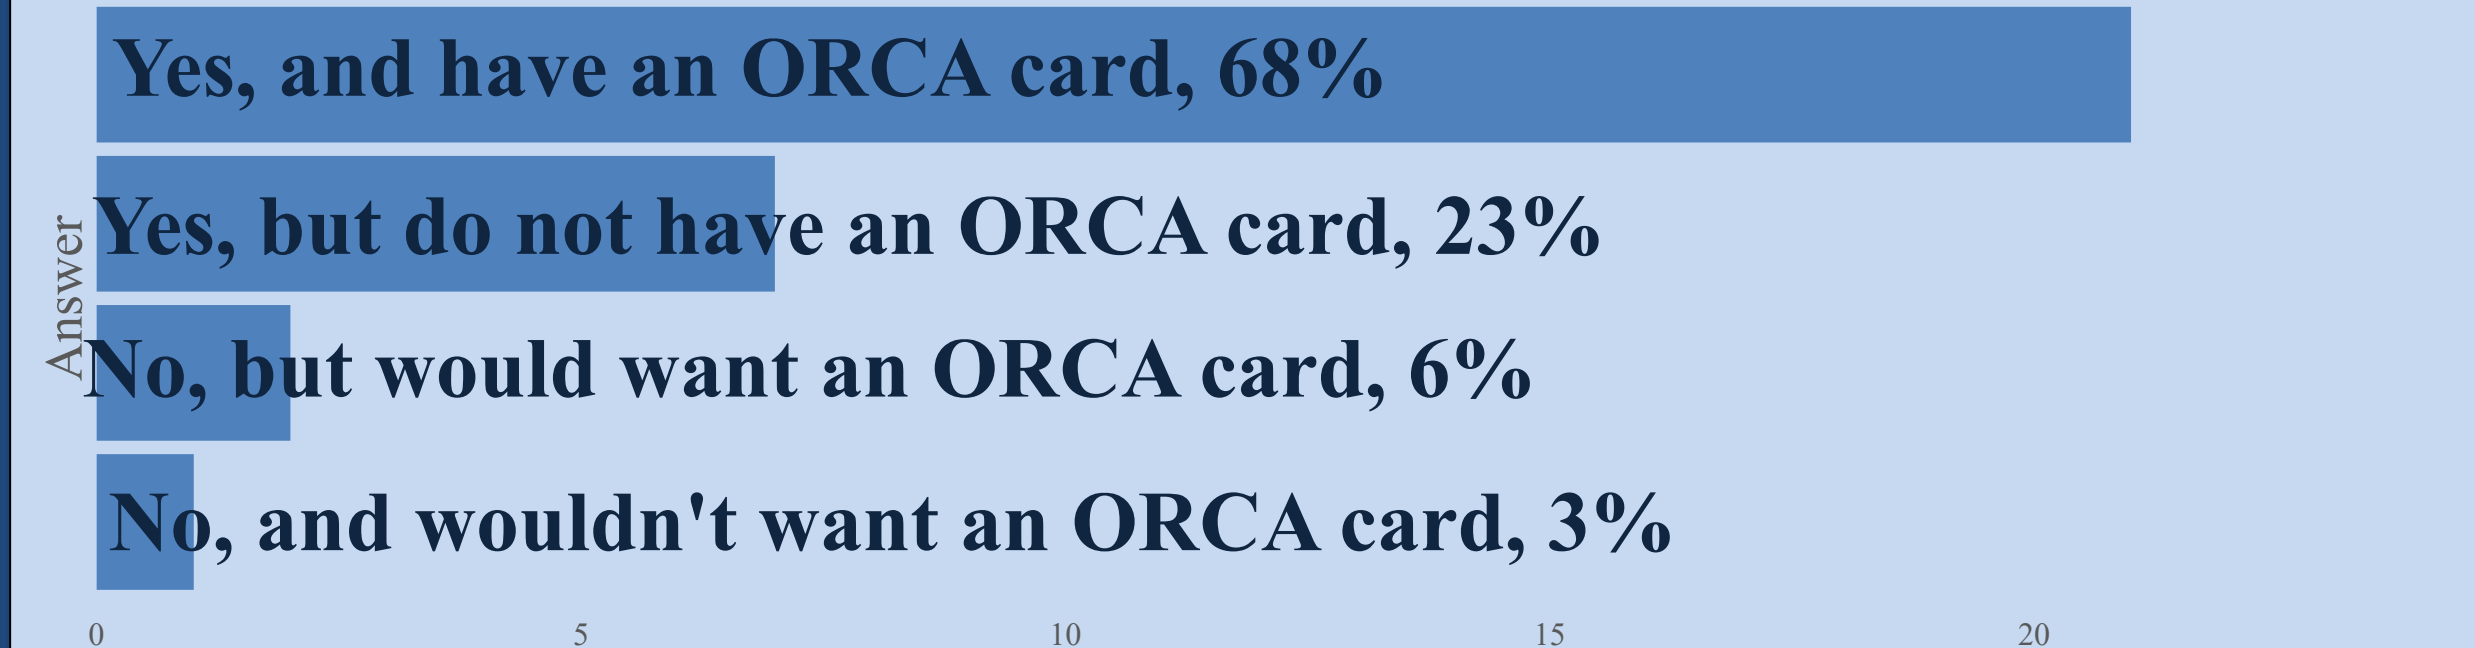 Yes, and have an ORCA card, 68%
Yes, but do not have an ORCA card, 23%
Answer
No, but would want an ORCA card, 6%
No, and wouldn't want an ORCA card, 3%
0 5 10 15 20